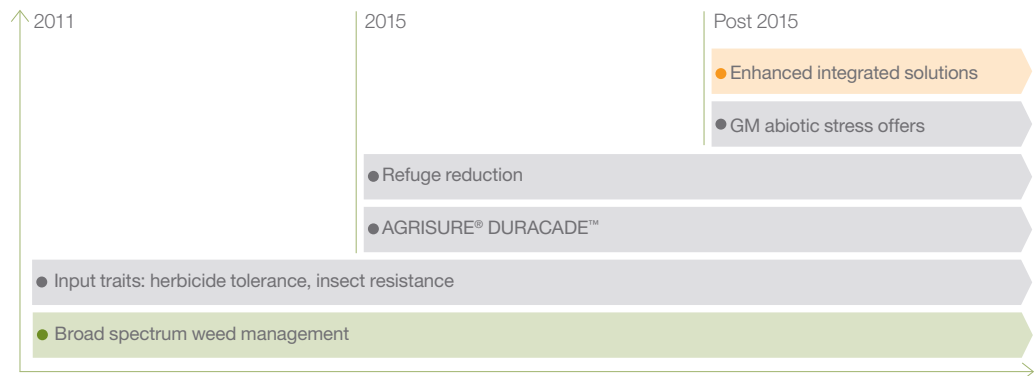 2011
2015
Post 2015
Enhanced integrated solutions
GM abiotic stress offers
Refuge reduction
AGRISURE® DURACADE™
Input traits: herbicide tolerance, insect resistance
Broad spectrum weed management